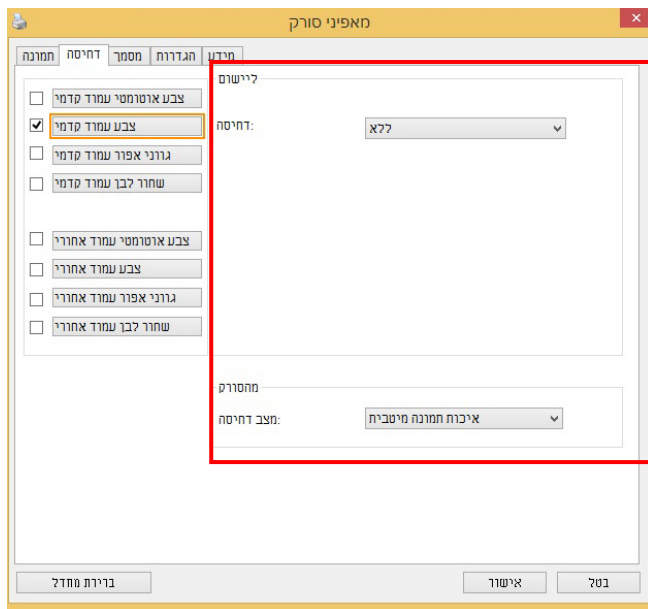 מאפיני סורק
תמונה דחיסה מסמך הגדרות מידע
צבע אוטומטי עמוד קדמי
צבע עמוד קדמי
גווני אפור עמוד קדמי
שחור לבן עמוד קדמי
צבע אוטומטי עמוד אחורי
צבע עמוד אחורי
גווני אפור עמוד אחורי
שחור לבן עמוד אחורי
ליישום
דחיסה:
ללא
מהסורק
מצב דחיסה:
איכות תמונה מיטבית
ברירת מחדל
אישור
בטל